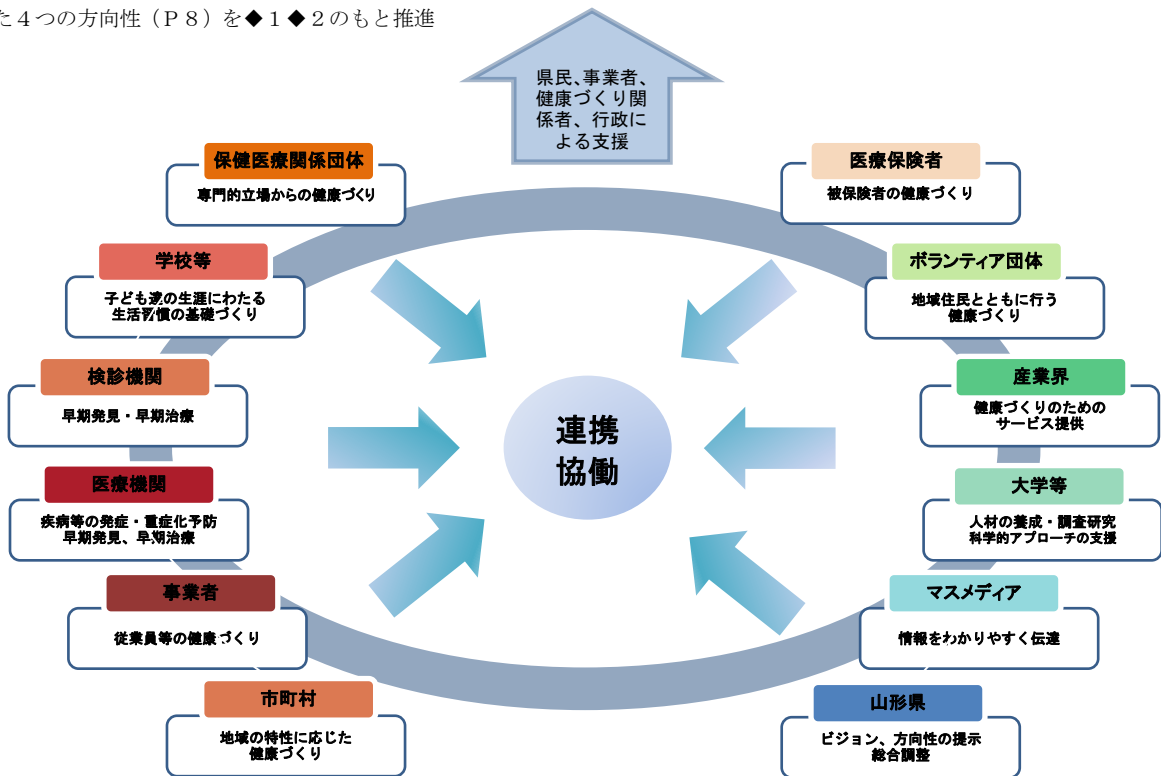 た４つの方向性（Ｐ８）を◆１◆２のもと推進
県民、事業者、
健康づくり関
係者、行政に
よる支援
保健医療関係団体
専門的立場からの健康づくり
医療保険者
被保険者の健康づくり
学校等
子ども達の生涯にわたる
生活習慣の基礎づくり
ボランティア団体
地域住民とともに行う
健康づくり
検診機関
早期発見・早期治療
産業界
健康づくりのための
サービス提供
連携
協働
医療機関
疾病等の発症・重症化予防
早期発見、早期治療
大学等
人材の養成・調査研究
科学的アプローチの支援
事業者
従業員等の健康づくり
マスメディア
情報をわかりやすく伝達
市町村
地域の特性に応じた
健康づくり
山形県
ビジョン、方向性の提示
総合調整